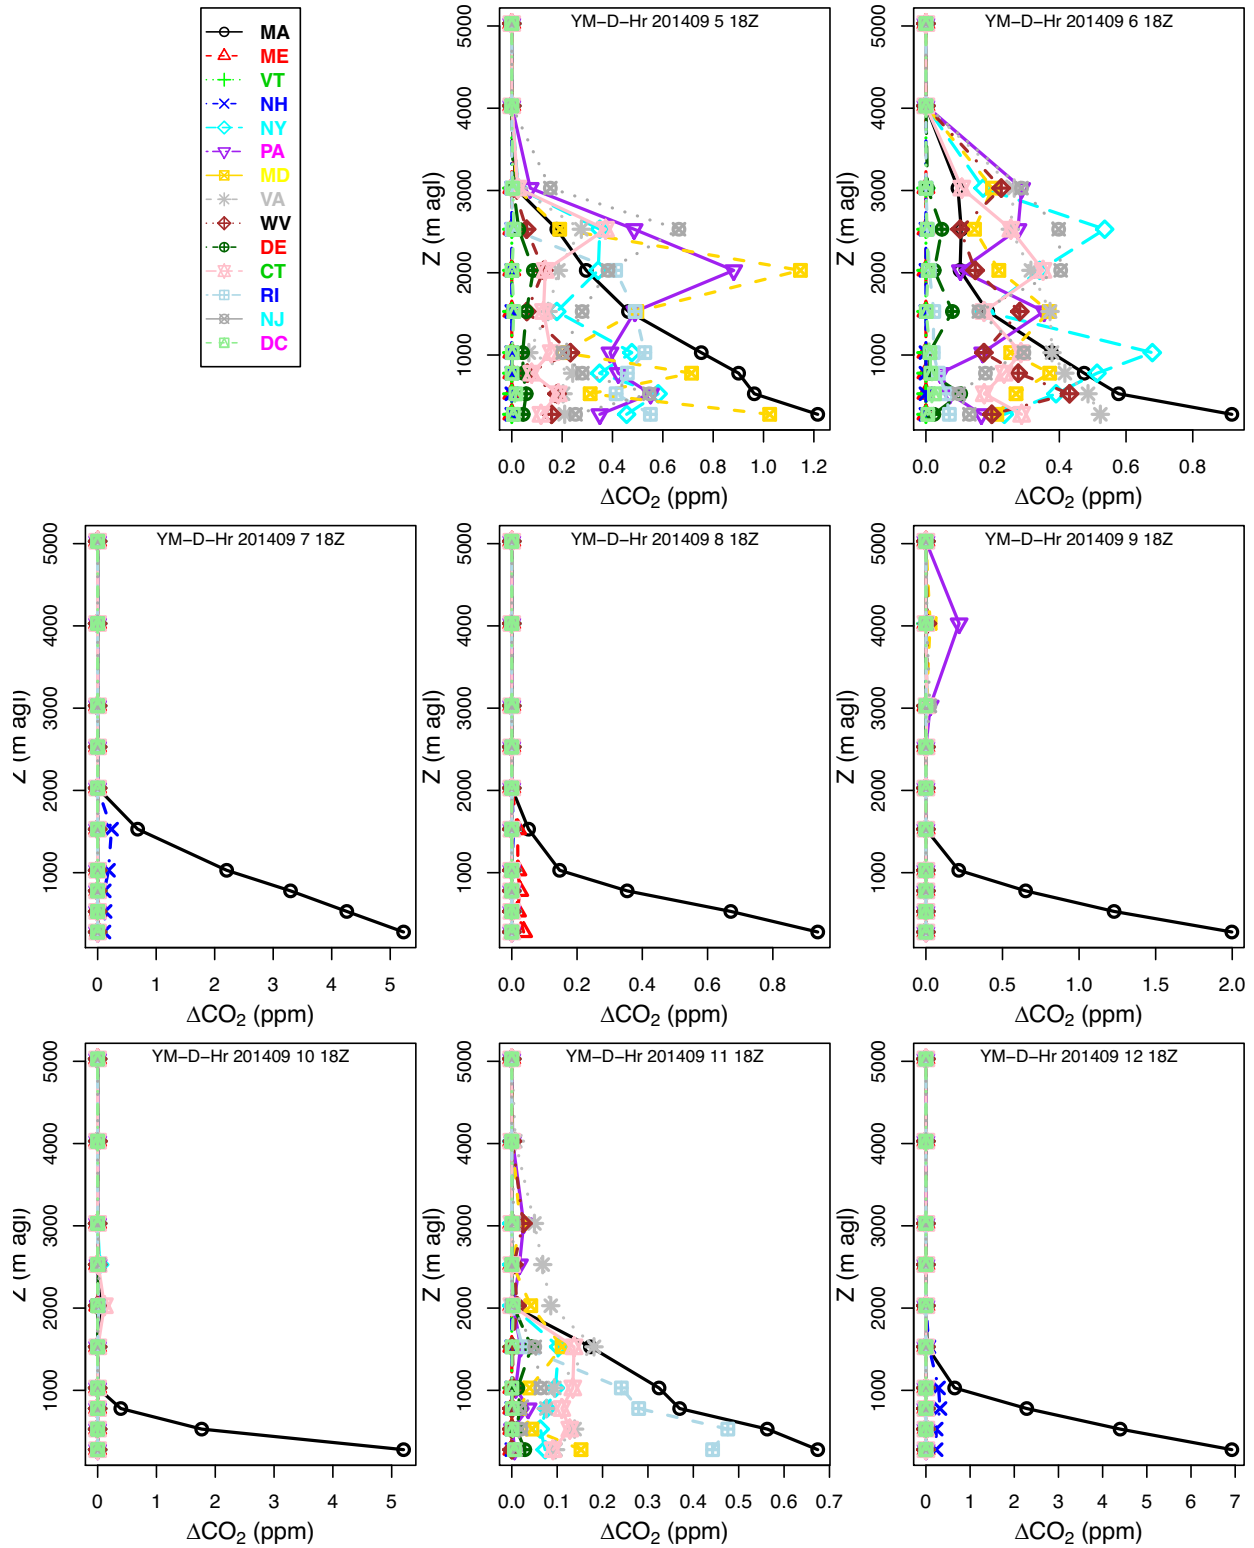 MA
ME
VT
NH
NY
PA
MD
VA
WV
DE
CT
RI
NJ
DC
YM−D−Hr 201409 5 18Z
Z (m agl)
5000
4000
3000
2000
1000
0.0 0.2 0.4 0.6 0.8 1.0 1.2
ΔCO2 (ppm)
YM−D−Hr 201409 6 18Z
Z (m agl)
5000
4000
3000
2000
1000
0.0 0.2 0.4 0.6 0.8
ΔCO2 (ppm)
YM−D−Hr 201409 7 18Z
Z (m agl)
5000
4000
3000
2000
1000
0 1 2 3 4 5
ΔCO2 (ppm)
YM−D−Hr 201409 8 18Z
Z (m agl)
5000
4000
3000
2000
1000
0.0 0.2 0.4 0.6 0.8
ΔCO2 (ppm)
YM−D−Hr 201409 9 18Z
Z (m agl)
5000
4000
3000
2000
1000
0.0 0.5 1.0 1.5 2.0
ΔCO2 (ppm)
YM−D−Hr 201409 10 18Z
Z (m agl)
5000
4000
3000
2000
1000
0 1 2 3 4 5
ΔCO2 (ppm)
YM−D−Hr 201409 11 18Z
Z (m agl)
5000
4000
3000
2000
1000
0.0 0.1 0.2 0.3 0.4 0.5 0.6 0.7
ΔCO2 (ppm)
YM−D−Hr 201409 12 18Z
Z (m agl)
5000
4000
3000
2000
1000
0 1 2 3 4 5 6 7
ΔCO2 (ppm)